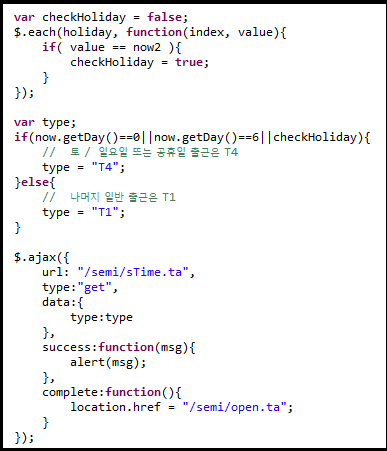 var checkHoliday = false;
$.each(holiday, function(index, value){
    if( value == now2 ){
        checkHoliday = true;
    }
});

var type;
if(now.getDay()==0||now.getDay()==6||checkHoliday){
    //  토 / 일요일 또는 공휴일 출근은 T4
    type = "T4";
}else{
    //  나머지 일반 출근은 T1
    type = "T1";
}

$.ajax({
    url: "/semi/sTime.ta",
    type:"get",
    data:{
        type:type
    },
    success:function(msg){
        alert(msg);
    },
    complete:function(){
        location.href = "/semi/open.ta";
    }
});